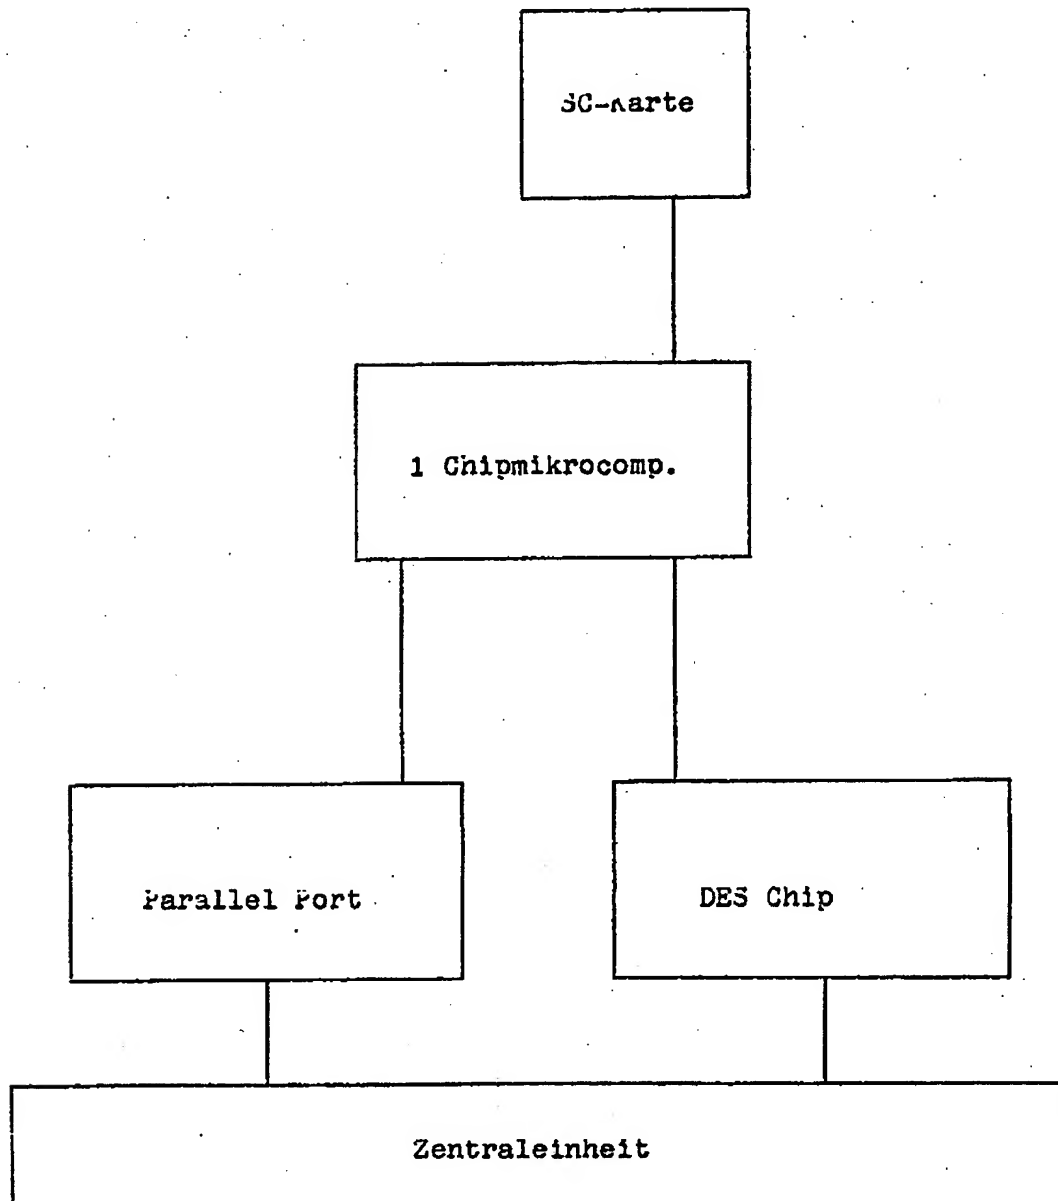 SC-Karte
1 Chipmikrocomp.
Parallel Port
DES Chip
Zentraleinheit